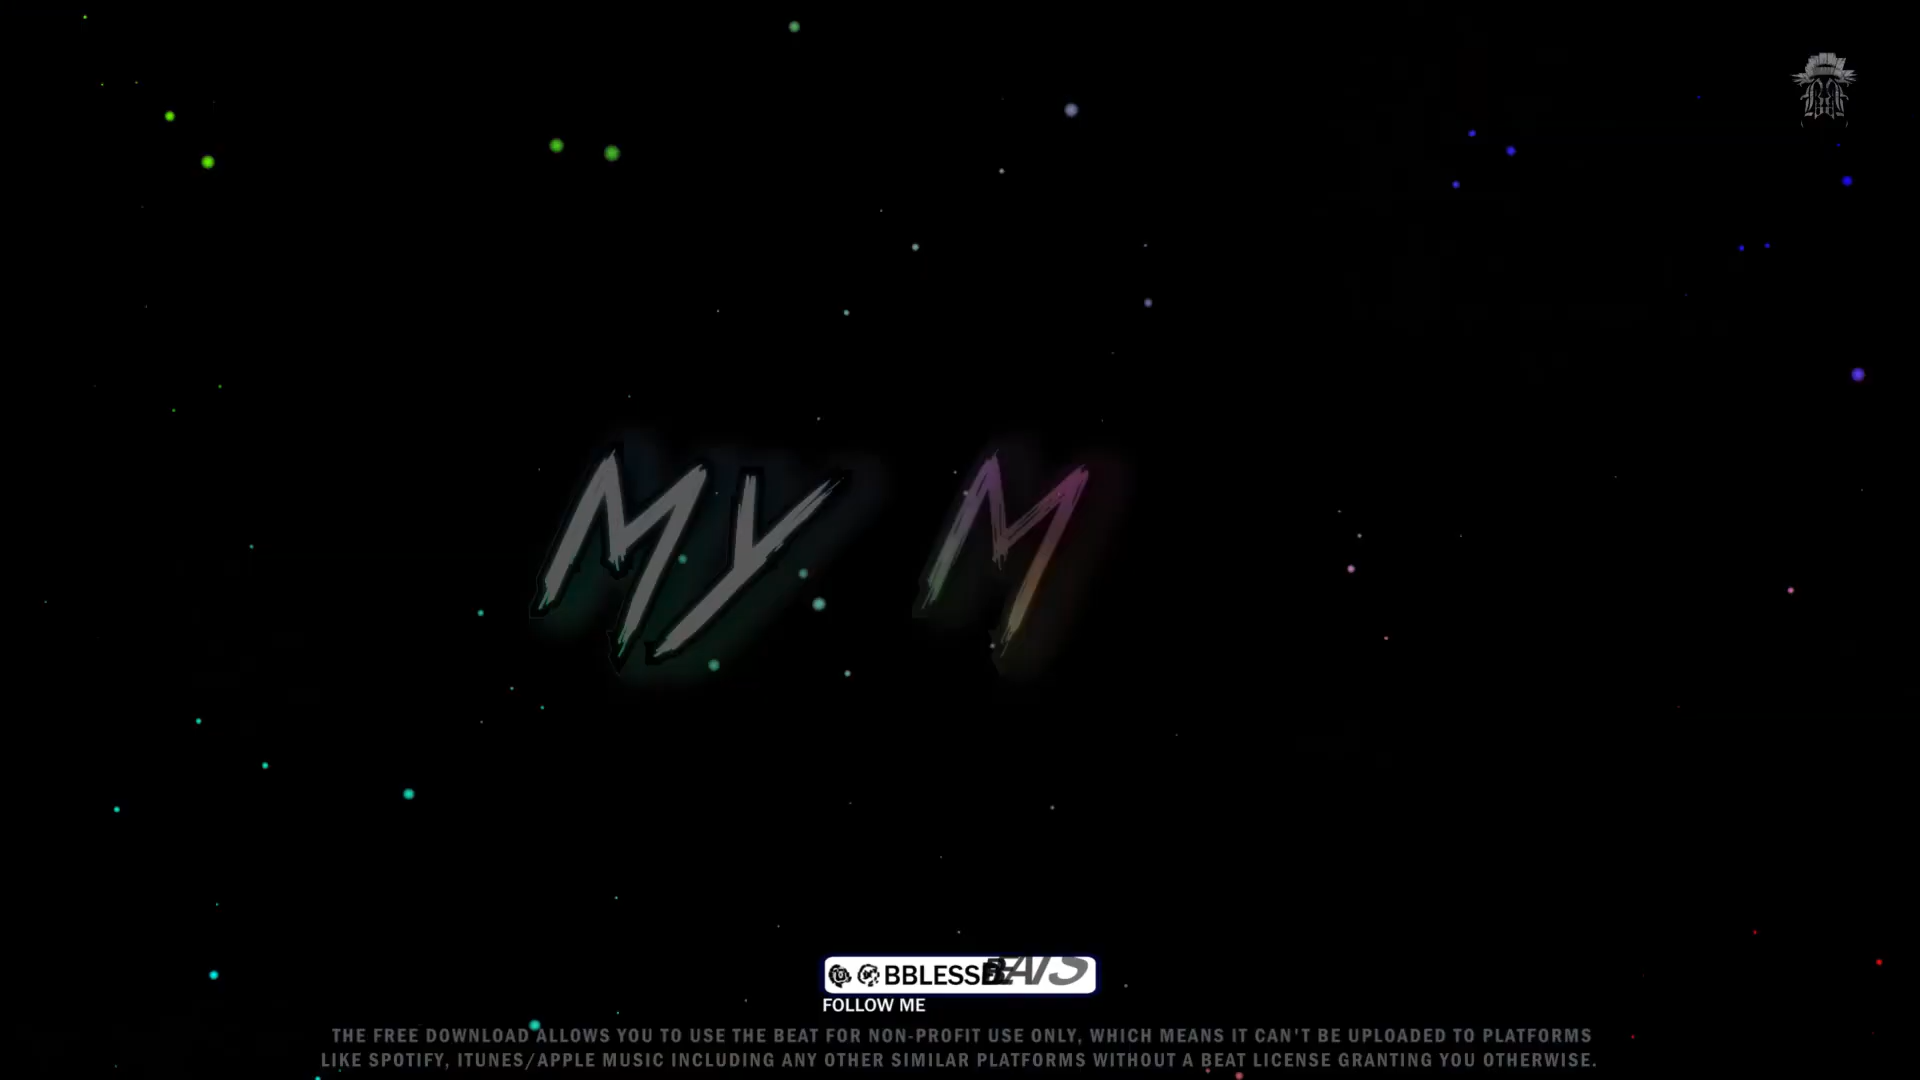 MY M
@BBLESSBEATS
FOLLOW ME
THE FREE DOWNLOAD ALLOWS YOU TO USE THE BEAT FOR NON-PROFIT USE ONLY, WHICH MEANS IT CAN'T BE UPLOADED TO PLATFORMS
LIKE SPOTIFY, ITUNES/APPLE MUSIC INCLUDING ANY OTHER SIMILAR PLATFORMS WITHOUT A BEAT LICENSE GRANTING YOU OTHERWISE.